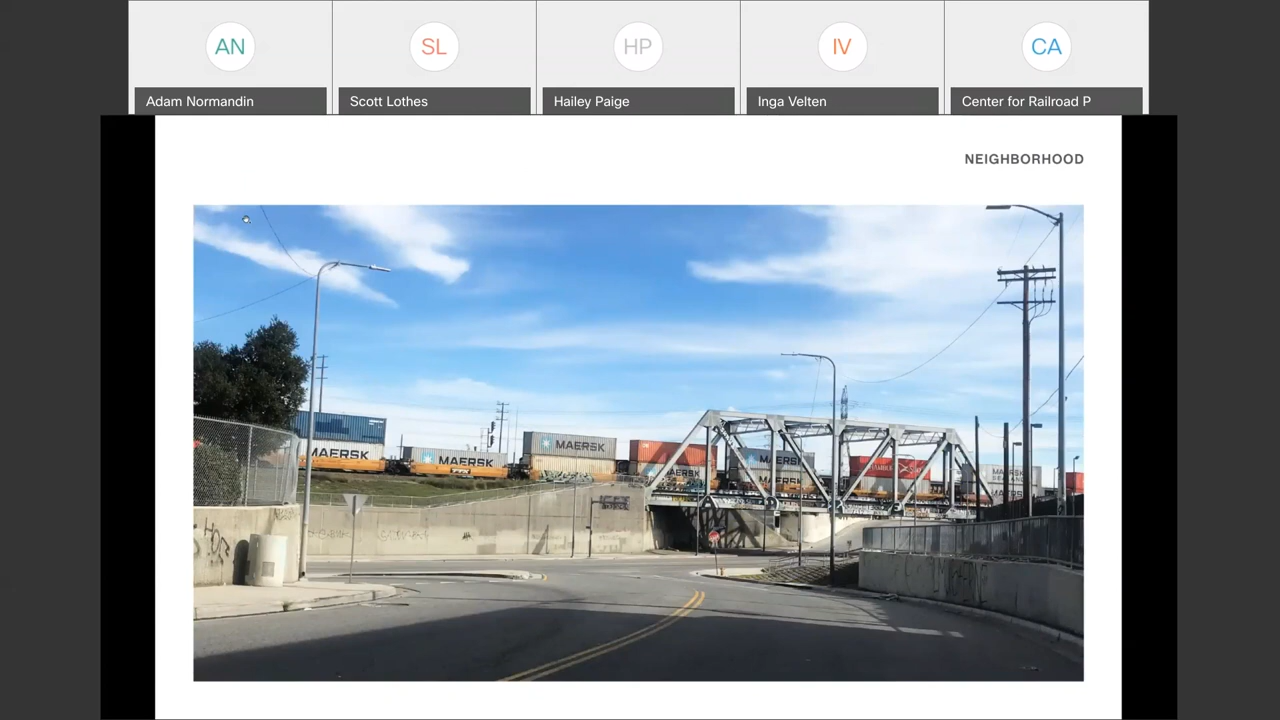 AN
SL
HP
IV
CA
Adam Normandin
Scott Lothes
Hailey Paige
Inga Velten
Center for Railroad P
NEIGHBORHOOD
MAERSK
MAERSK
MAERSK
MAERSK
MAERSK